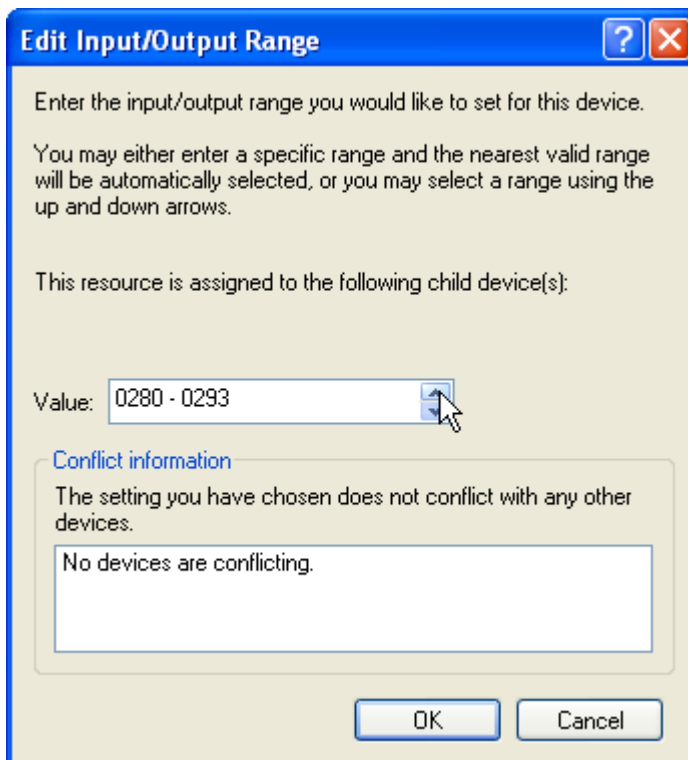 Edit Input/Output Range
Enter the input/output range you would like to set for this device.
You may either enter a specific range and the nearest valid range
will be automatically selected, or you may select a range using the
up and down arrows.
This resource is assigned to the following child device(s):
Value: 0280 - 0293
Conflict information
The setting you have chosen does not conflict with any other
devices.
No devices are conflicting.
OK Cancel